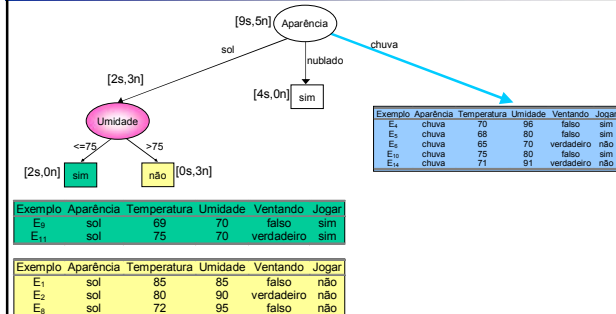 [9s,5n] Aparência
sol
nublado
chuva
[2s,3n]
[4s,0n] sim
Umidade
<=75 >75
[2s,0n] sim não [0s,3n]
Exemplo Aparência Temperatura Umidade Ventando Jogar
E4 chuva 70 96 falso sim
E5 chuva 68 80 falso sim
E6 chuva 65 70 verdadeiro não
E10 chuva 75 80 falso sim
E14 chuva 71 91 verdadeiro não
Exemplo Aparência Temperatura Umidade Ventando Jogar
E9 sol 69 70 falso sim
E11 sol 75 70 verdadeiro sim
Exemplo Aparência Temperatura Umidade Ventando Jogar
E1 sol 85 85 falso não
E2 sol 80 90 verdadeiro não
E8 sol 72 95 falso não